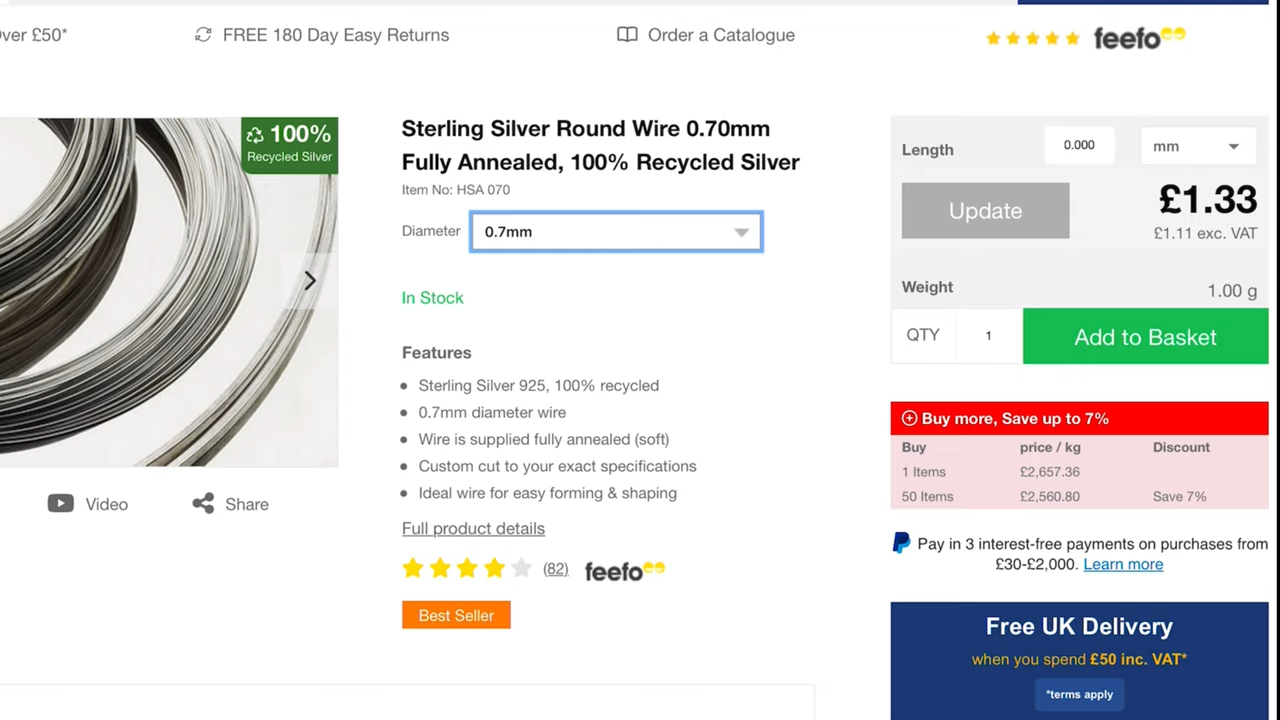 ver £50*
FREE 180 Day Easy Returns
Order a Catalogue
feefo
100%
Recycled Silver
Sterling Silver Round Wire 0.70mm
Fully Annealed, 100% Recycled Silver
Item No: HSA 070
Diameter 0.7mm
In Stock
Features
Sterling Silver 925, 100% recycled
0.7mm diameter wire
Wire is supplied fully annealed (soft)
Custom cut to your exact specifications
Ideal wire for easy forming & shaping
Full product details
(82) feefo
Best Seller
Video
Share
Length 0.000 mm
Update
£1.33
£1.11 exc. VAT
Weight 1.00 g
QTY 1 Add to Basket
Buy more, Save up to 7%
Buy price / kg Discount
1 Items £2,657.36
50 Items £2,560.80 Save 7%
Pay in 3 interest-free payments on purchases from
£30-£2,000. Learn more
Free UK Delivery
when you spend £50 inc. VAT*
*terms apply